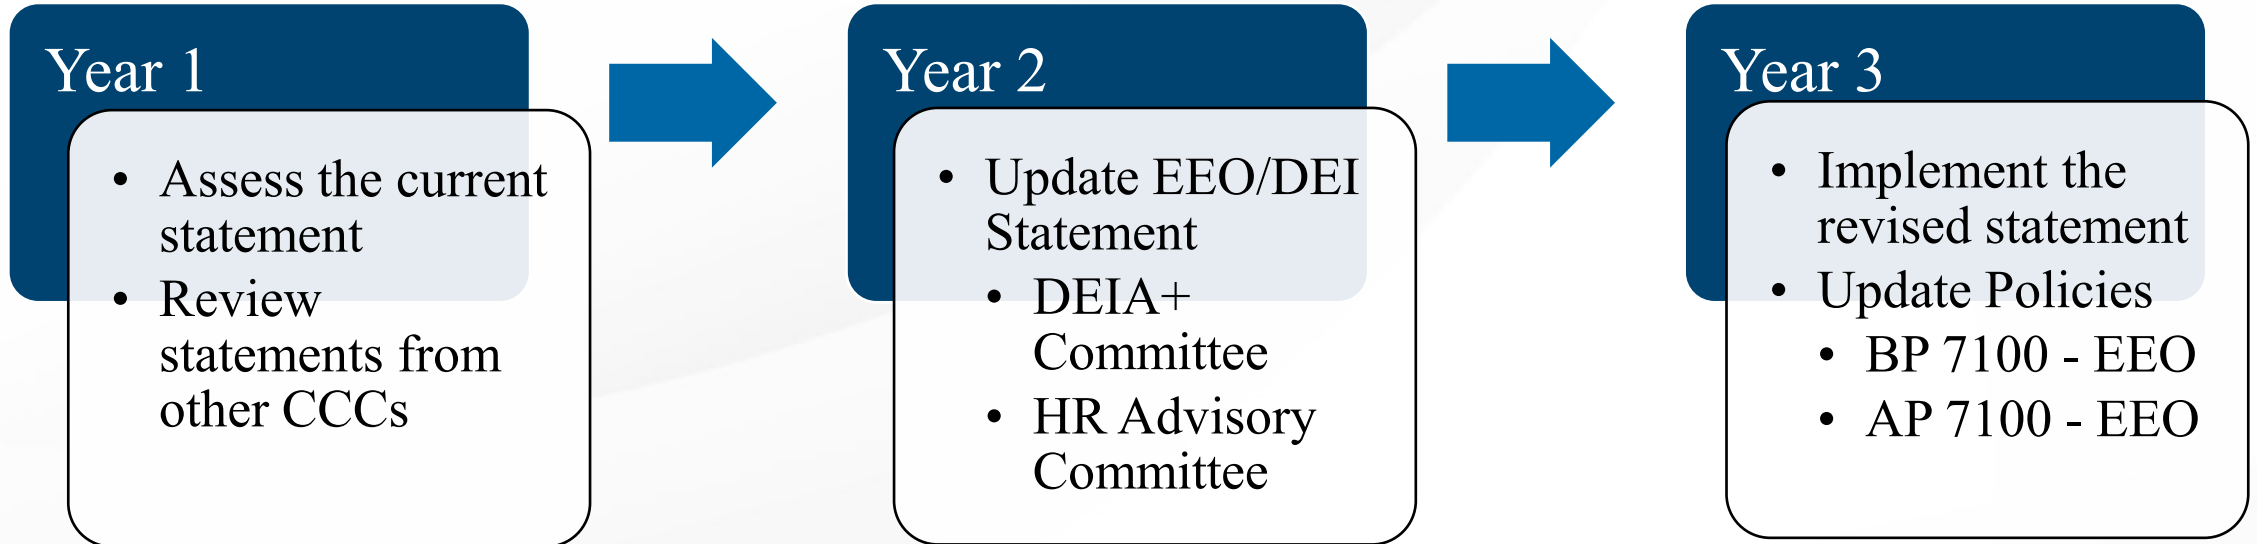 Year 1
• Assess the current
statement
• Review
statements from
other CCCs
Year 2
• Update EEO/DEI
Statement
• DEIA+
Committee
• HR Advisory
Committee
Year 3
• Implement the
revised statement
• Update Policies
• BP 7100 - EEO
• AP 7100 - EEO